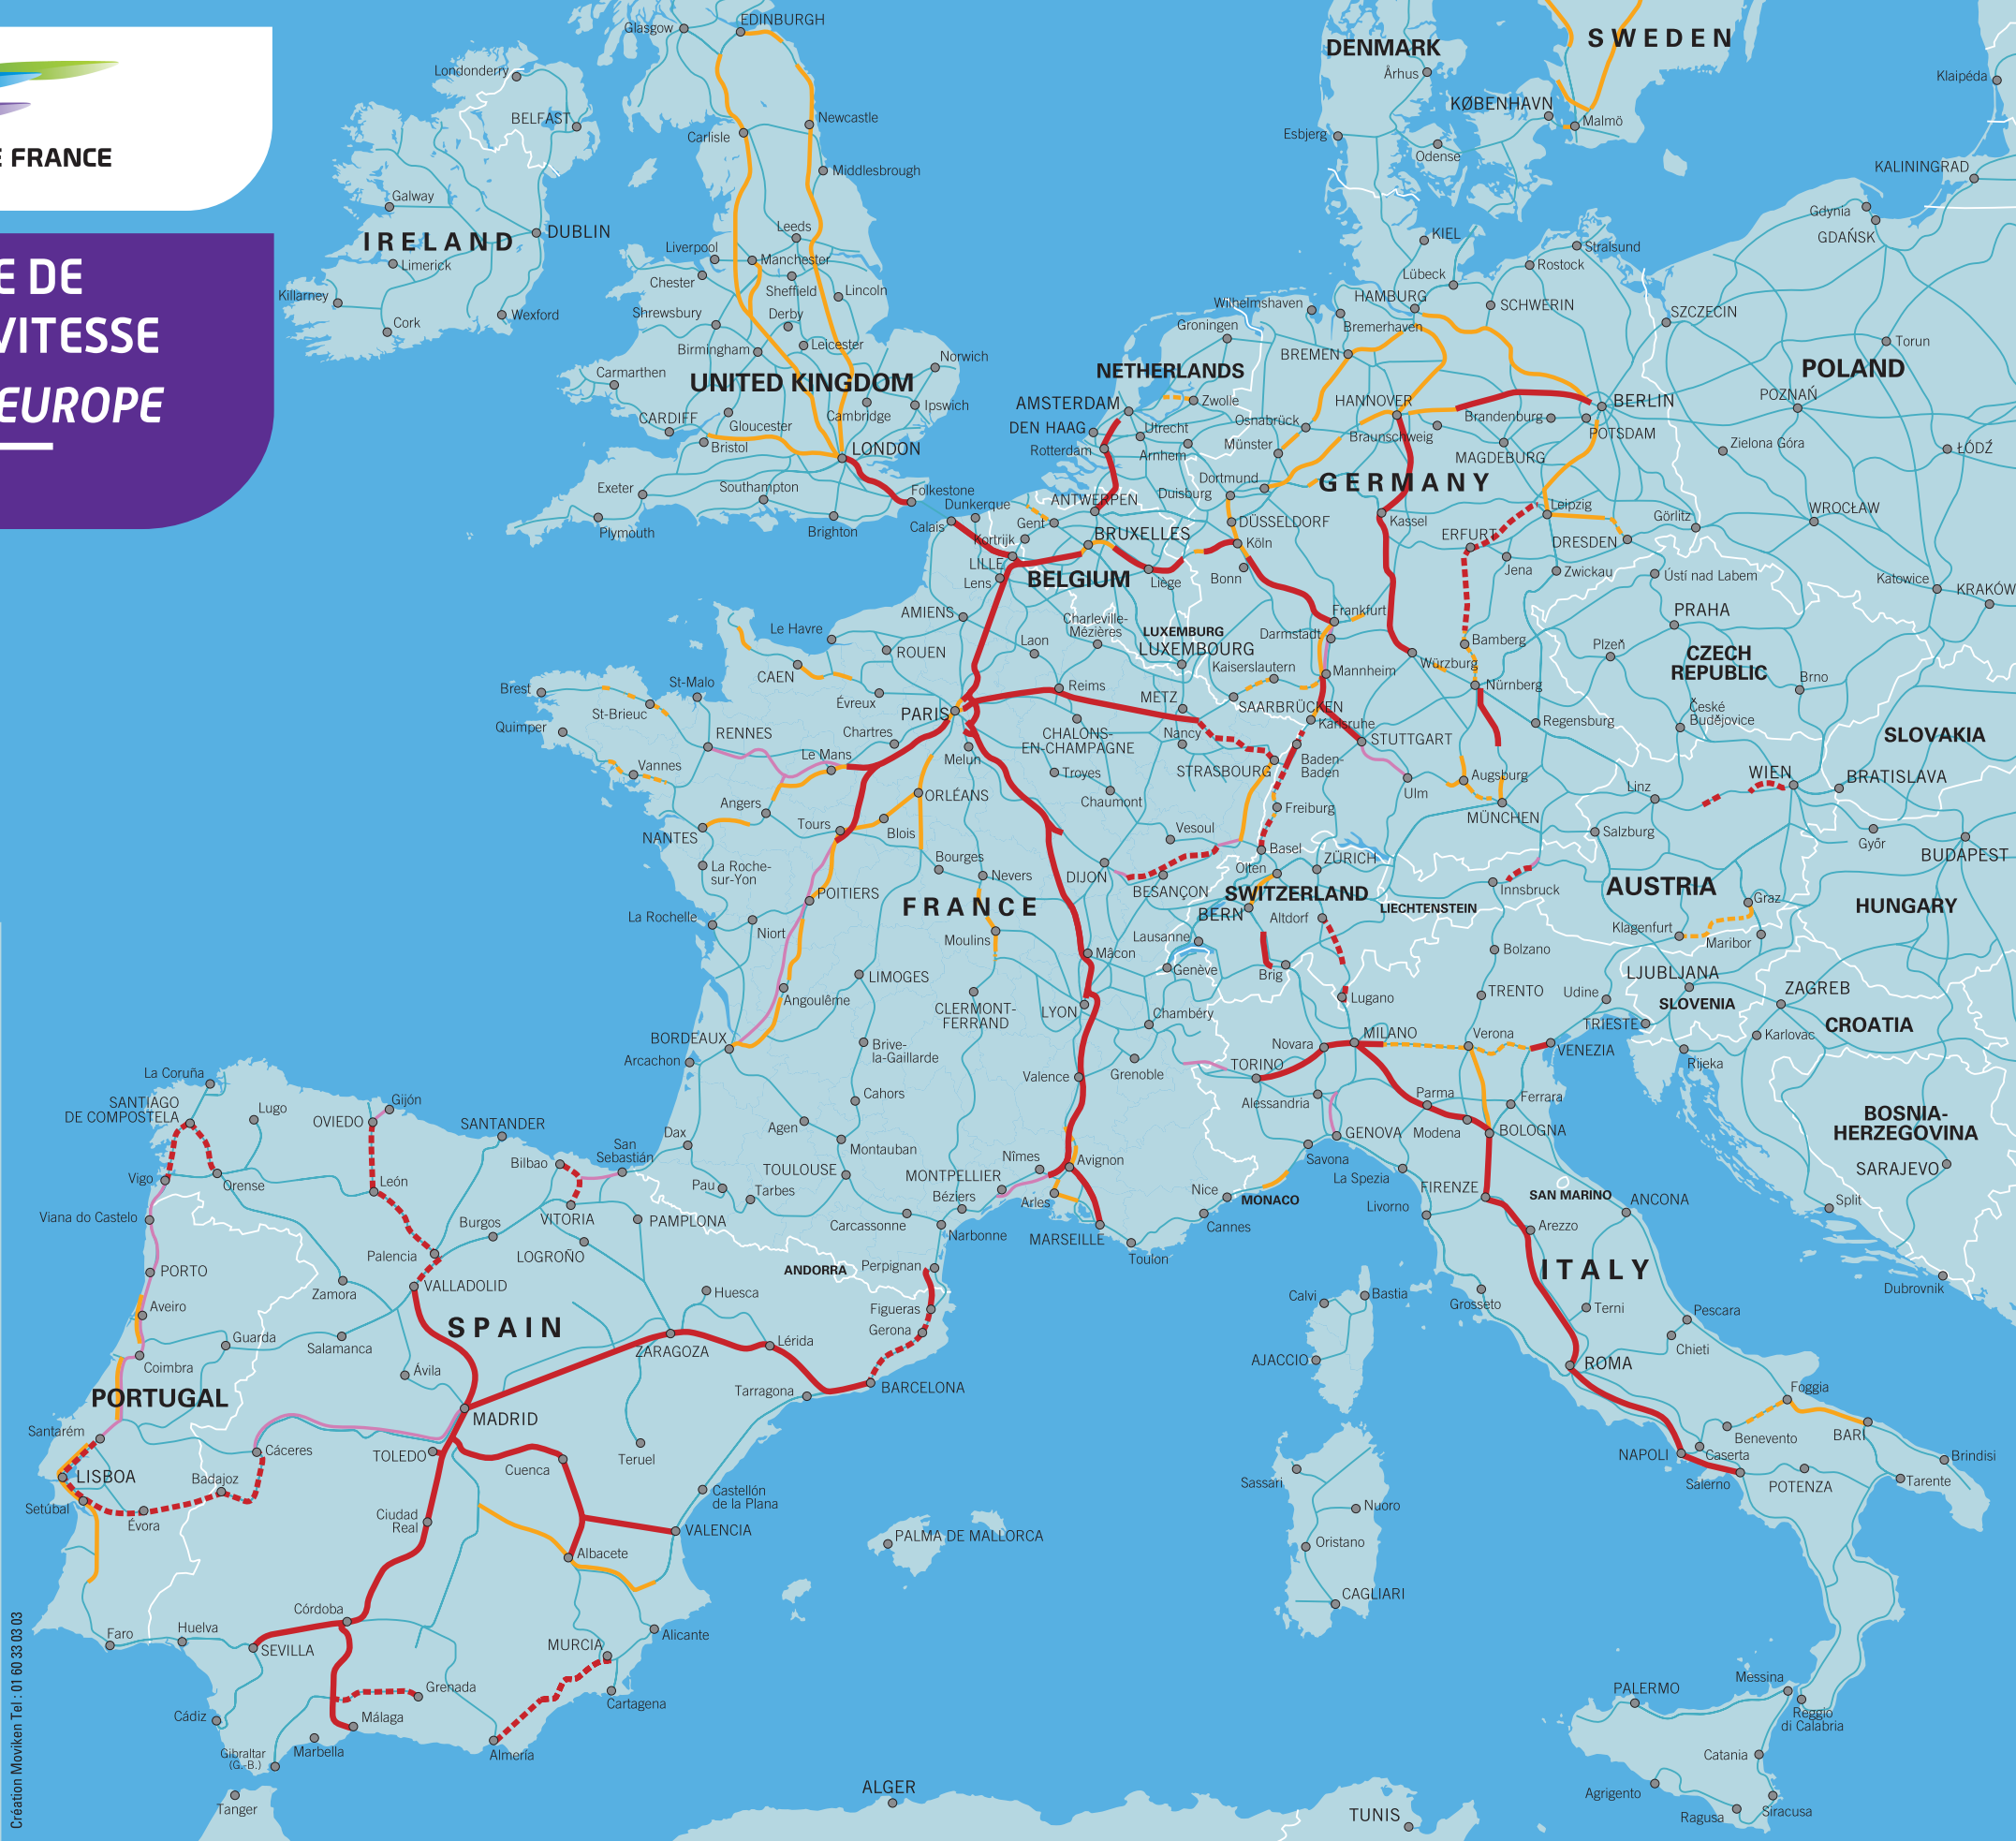 E FRANCE
E DE
VITESSE
EUROPE
EDINBURGH
Glasgow
Londonderry
BELFAST
Carlisle
Newcastle
Middlesbrough
Galway
IRELAND
DUBLIN
Limerick
Killarney
Cork
Wexford
Leeds
Liverpool
Manchester
Chester
Sheffield
Lincoln
Shrewsbury
Derby
Birmingham
Leicester
Norwich
Carmarthen
UNITED KINGDOM
CARDIFF
Gloucester
Cambridge
Ipswich
Bristol
LONDON
Exeter
Southampton
Folkestone
Plymouth
Brighton
DENMARK
SWEDEN
Århus
KØBENHAVN
Malmö
Esbjerg
Odense
Klaipéda
KALININGRAD
Gdynia
GDAŃSK
KIEL
Stralsund
Lübeck
Rostock
Wilhelmshaven
HAMBURG
SCHWERIN
SZCZECIN
Groningen
Bremerhaven
BREMEN
Torun
NETHERLANDS
POLAND
AMSTERDAM
Zwolle
HANNOVER
BERLIN
POZNAŃ
DEN HAAG
Utrecht
Osnabrück
Brandenburg
Rotterdam
Arnhem
Münster
Braunschweig
POTSDAM
Zielona Góra
ŁÓDŹ
MAGDEBURG
Dortmund
GERMANY
Duisburg
Dunkerque
ANTWERPEN
Leipzig
Calais
Gent
DÜSSELDORF
Kassel
Görlitz
WROCŁAW
Kortrijk
BRUXELLES
Köln
ERFURT
DRESDEN
LILLE
BELGIUM
Liège
Bonn
Jena
Zwickau
Ústí nad Labem
Katowice
KRAKÓW
Lens
AMIENS
Charleville-
Mézières
LUXEMBURG
LUXEMBOURG
Frankfurt
Darmstadt
Bamberg
PRAHA
Le Havre
ROUEN
Laon
Kaiserslautern
Würzburg
Plzeň
CZECH
REPUBLIC
CAEN
Mannheim
Nürnberg
Brno
Brest
St-Malo
Évreux
Reims
METZ
SAARBRÜCKEN
St-Brieuc
PARIS
Karlsruhe
Regensburg
České
Budějovice
Quimper
RENNES
Chartres
CHALONS-
EN-CHAMPAGNE
Nancy
STUTTGART
SLOVAKIA
Le Mans
Melun
STRASBOURG
Baden-
Baden
Vannes
Troyes
Augsburg
WIEN
BRATISLAVA
Angers
ORLÉANS
Chaumont
Ulm
Linz
Freiburg
MÜNCHEN
NANTES
Tours
Blois
Vesoul
Salzburg
Győr
Basel
BUDAPEST
La Roche-
sur-Yon
Bourges
Nevers
DIJON
Olten
ZÜRICH
BESANÇON
SWITZERLAND
Innsbruck
AUSTRIA
POITIERS
FRANCE
BERN
Altdorf
LIECHTENSTEIN
Graz
HUNGARY
La Rochelle
Niort
Moulins
Lausanne
Klagenfurt
Maribor
Mâcon
Bolzano
Genève
Brig
LIMOGES
LJUBLJANA
Angoulême
CLERMONT-
FERRAND
LYON
Lugano
TRENTO
Udine
SLOVENIA
ZAGREB
Chambéry
TRIESTE
CROATIA
BORDEAUX
Brive-
la-Gaillarde
Novara
MILANO
Verona
VENEZIA
Karlovac
Arcachon
Valence
Grenoble
TORINO
Rijeka
Cahors
Alessandria
Parma
Ferrara
Agen
Montauban
GENOVA
Modena
BOLOGNA
BOSNIA-
HERZEGOVINA
Dax
TOULOUSE
Nîmes
Avignon
Savona
SARAJEVO
MONTPELLIER
La Spezia
Pau
Tarbes
Béziers
Arles
Nice
MONACO
FIRENZE
SAN MARINO
ANCONA
Split
Carcassonne
Narbonne
MARSEILLE
Cannes
Livorno
Arezzo
Toulon
ITALY
Dubrovnik
Perpignan
ANDORRA
Calvi
Bastia
Grosseto
Terni
Pescara
Chieti
AJACCIO
ROMA
Foggia
Benevento
BARI
NAPOLI
Caserta
Brindisi
Salerno
POTENZA
Tarente
Sassari
Nuoro
Oristano
CAGLIARI
PALERMO
Messina
Reggio
di Calabria
Catania
Agrigento
Ragusa
Siracusa
La Coruña
SANTIAGO
DE COMPOSTELA
Lugo
OVIEDO
Gijón
SANTANDER
Bilbao
San
Sebastián
Vigo
Orense
León
VITORIA
PAMPLONA
Viana do Castelo
Burgos
LOGROÑO
Palencia
PORTO
Zamora
VALLADOLID
Huesca
Figueras
Gerona
Aveiro
SPAIN
Guarda
Salamanca
ZARAGOZA
Lérida
Coimbra
Ávila
BARCELONA
Tarragona
PORTUGAL
MADRID
Santarém
Cáceres
TOLEDO
Cuenca
Teruel
LISBOA
Badajoz
Castellón
de la Plana
Setúbal
Évora
Ciudad
Real
VALENCIA
PALMA DE MALLORCA
Albacete
Córdoba
Faro
Huelva
SEVILLA
MURCIA
Alicante
Grenada
Cartagena
Cádiz
Málaga
Gibraltar
(G.-B.)
Marbella
Almería
Tanger
ALGER
TUNIS
Création Moviken Tel : 01 60 33 03 03